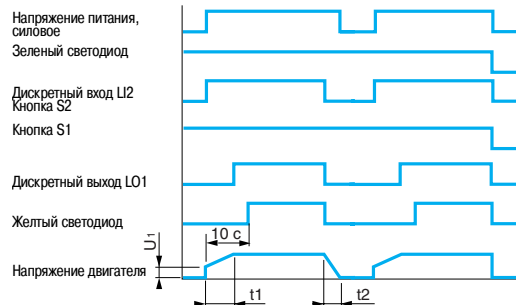 Напряжение питания,
силовое
Зеленый светодиод
Дискретный вход LI2
Кнопка S2
Кнопка S1
Дискретный выход LO1
Желтый светодиод
10 с
U1
Напряжение двигателя
t1
t2